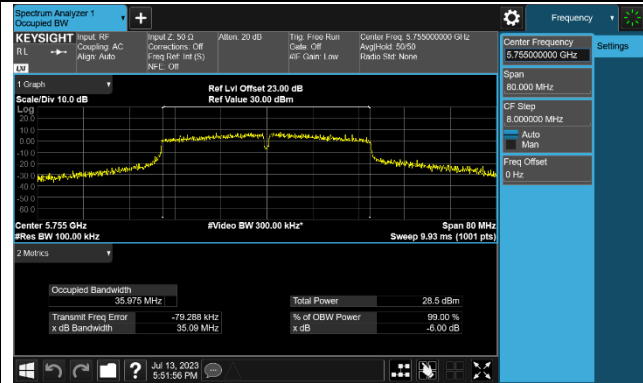 Spectrum Analyzer 1
Occupied BW
Frequency
KEYSIGHT
RL
LXI
Input: RF
Coupling: AC
Align: Auto
Input Z: 50 Ω
Corrections: Off
Freq Ref: Int (S)
NFE: Off
Atten: 20 dB
Trig: Free Run
Gate: Off
#IF Gain: Low
Center Freq: 5.755000000 GHz
Avg|Hold: 50/50
Radio Std: None
Center Frequency
5.755000000 GHz
Settings
Span
80.000 MHz
CF Step
8.000000 MHz
Auto
Man
Freq Offset
0 Hz
1 Graph
Scale/Div 10.0 dB
Ref Lvl Offset 23.00 dB
Ref Value 30.00 dBm
Log
20.0
10.0
0.00
-10.0
-20.0
-30.0
-40.0
-50.0
-60.0
Center 5.755 GHz
#Res BW 100.00 kHz
#Video BW 300.00 kHz*
Span 80 MHz
Sweep 9.93 ms (1001 pts)
2 Metrics
Occupied Bandwidth
35.975 MHz
Total Power 28.5 dBm
Transmit Freq Error -79.288 kHz
% of OBW Power 99.00 %
x dB Bandwidth 35.09 MHz
x dB -6.00 dB
?
Jul 13, 2023
5:51:56 PM